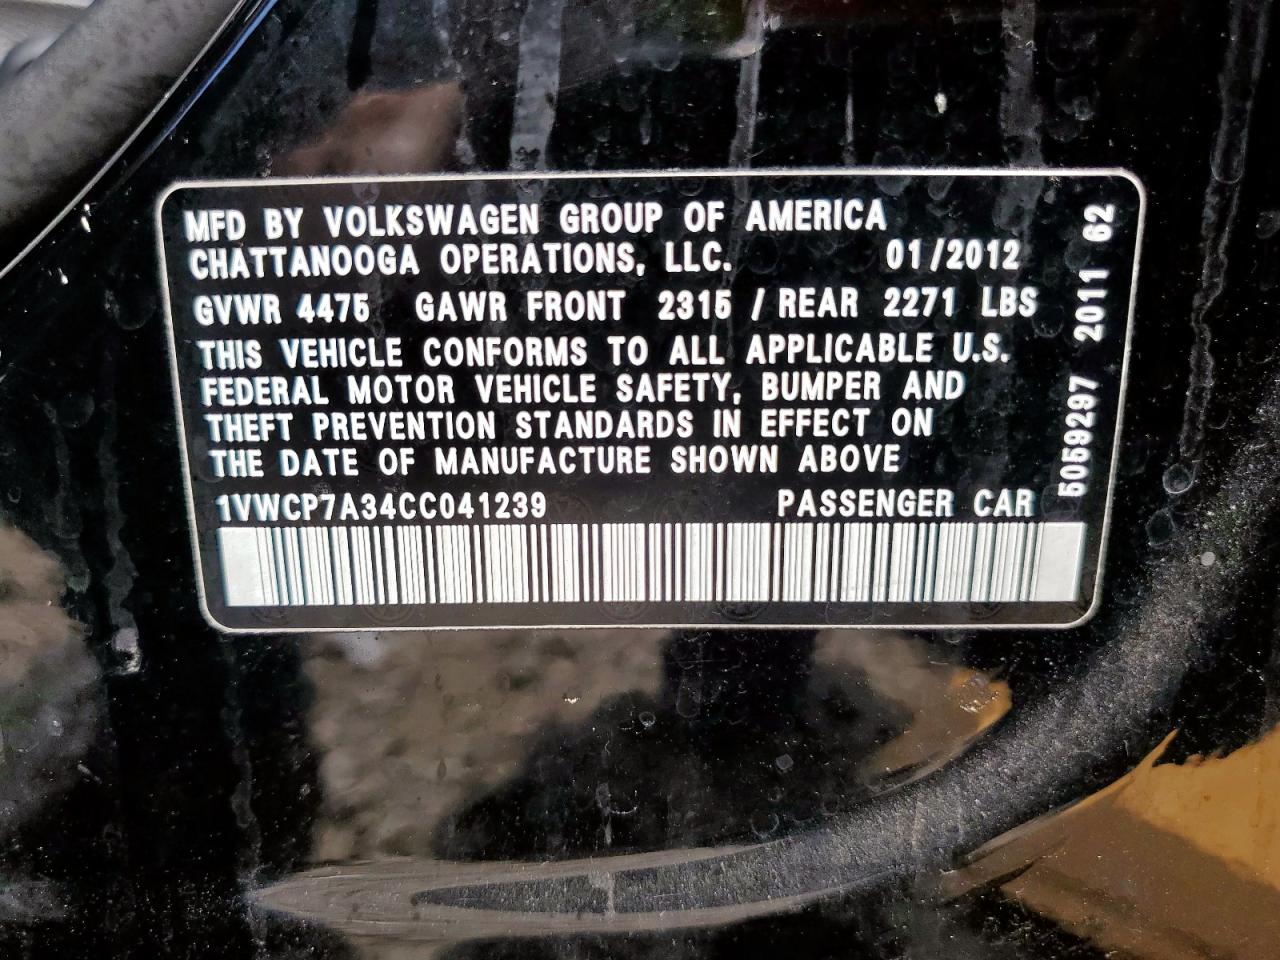 MFD BY VOLKSWAGEN GROUP OF AMERICA
CHATTANOOGA OPERATIONS, LLC. 01/2012
GVWR 4475 GAWR FRONT 2315 / REAR 2271 LBS
THIS VEHICLE CONFORMS TO ALL APPLICABLE U.S.
FEDERAL MOTOR VEHICLE SAFETY, BUMPER AND
THEFT PREVENTION STANDARDS IN EFFECT ON
THE DATE OF MANUFACTURE SHOWN ABOVE
1VWCP7A34CC041239 PASSENGER CAR
5059297 2011 62